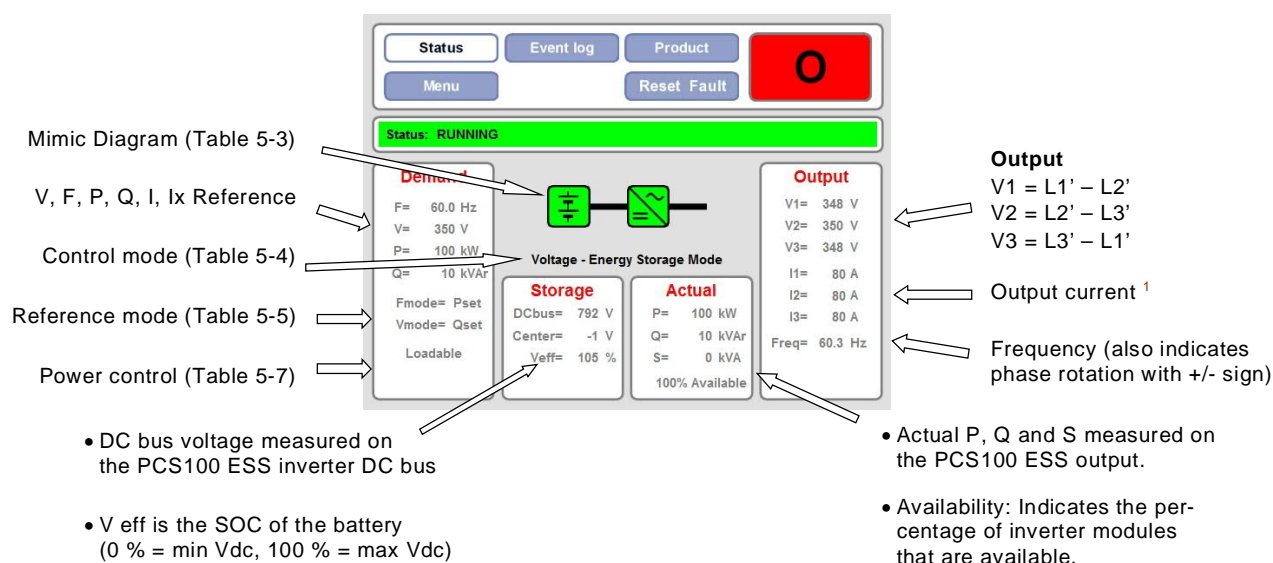 Status
Event log
Product
O
Menu
Reset Fault
Status: RUNNING
Mimic Diagram (Table 5-3)
V, F, P, Q, I, Ix Reference
Control mode (Table 5-4)
Reference mode (Table 5-5)
Power control (Table 5-7)
Demand
F= 60.0 Hz
V= 350 V
P= 100 kW
Q= 10 kVAr
Fmode= Pset
Vmode= Qset
Loadable
Voltage - Energy Storage Mode
Storage
DCbus= 792 V
Center= -1 V
Veff= 105 %
Actual
P= 100 kW
Q= 10 kVAr
S= 0 kVA
100% Available
Output
V1= 348 V
V2= 350 V
V3= 348 V
I1= 80 A
I2= 80 A
I3= 80 A
Freq= 60.3 Hz
Output
V1 = L1’ – L2’
V2 = L2’ – L3’
V3 = L3’ – L1’
Output current 1
Frequency (also indicates
phase rotation with +/- sign)
• DC bus voltage measured on
the PCS100 ESS inverter DC bus
• V eff is the SOC of the battery
(0 % = min Vdc, 100 % = max Vdc)
• Actual P, Q and S measured on
the PCS100 ESS output.
• Availability: Indicates the per-
centage of inverter modules
that are available.